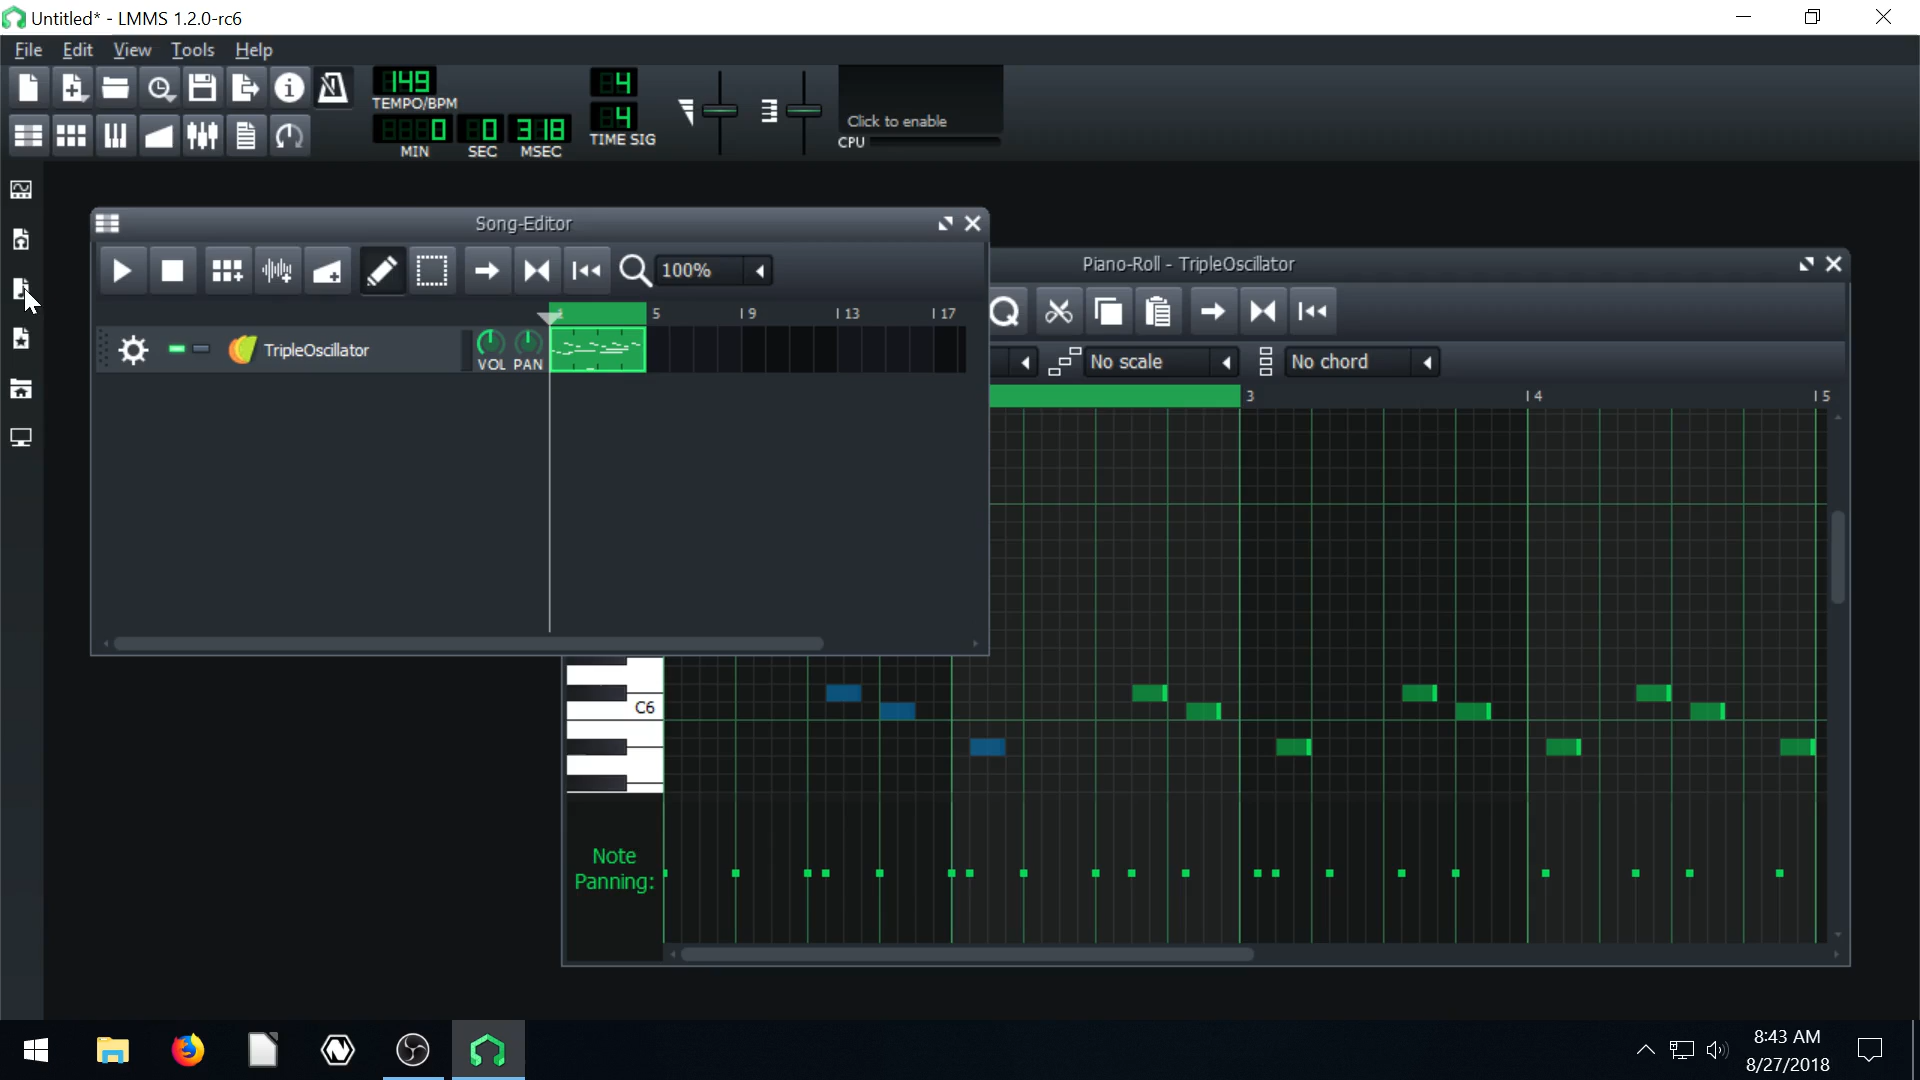 Untitled* - LMMS 1.2.0-rc6
File Edit View Tools Help
149
TEMPO/BPM
0 0 318
MIN SEC MSEC
4
4
TIME SIG
Click to enable
CPU
Song-Editor
100%
5 9 13 17
TripleOscillator
VOL PAN
Piano-Roll - TripleOscillator
No scale
No chord
3 4 5
C6
Note
Panning:
8:43 AM
8/27/2018